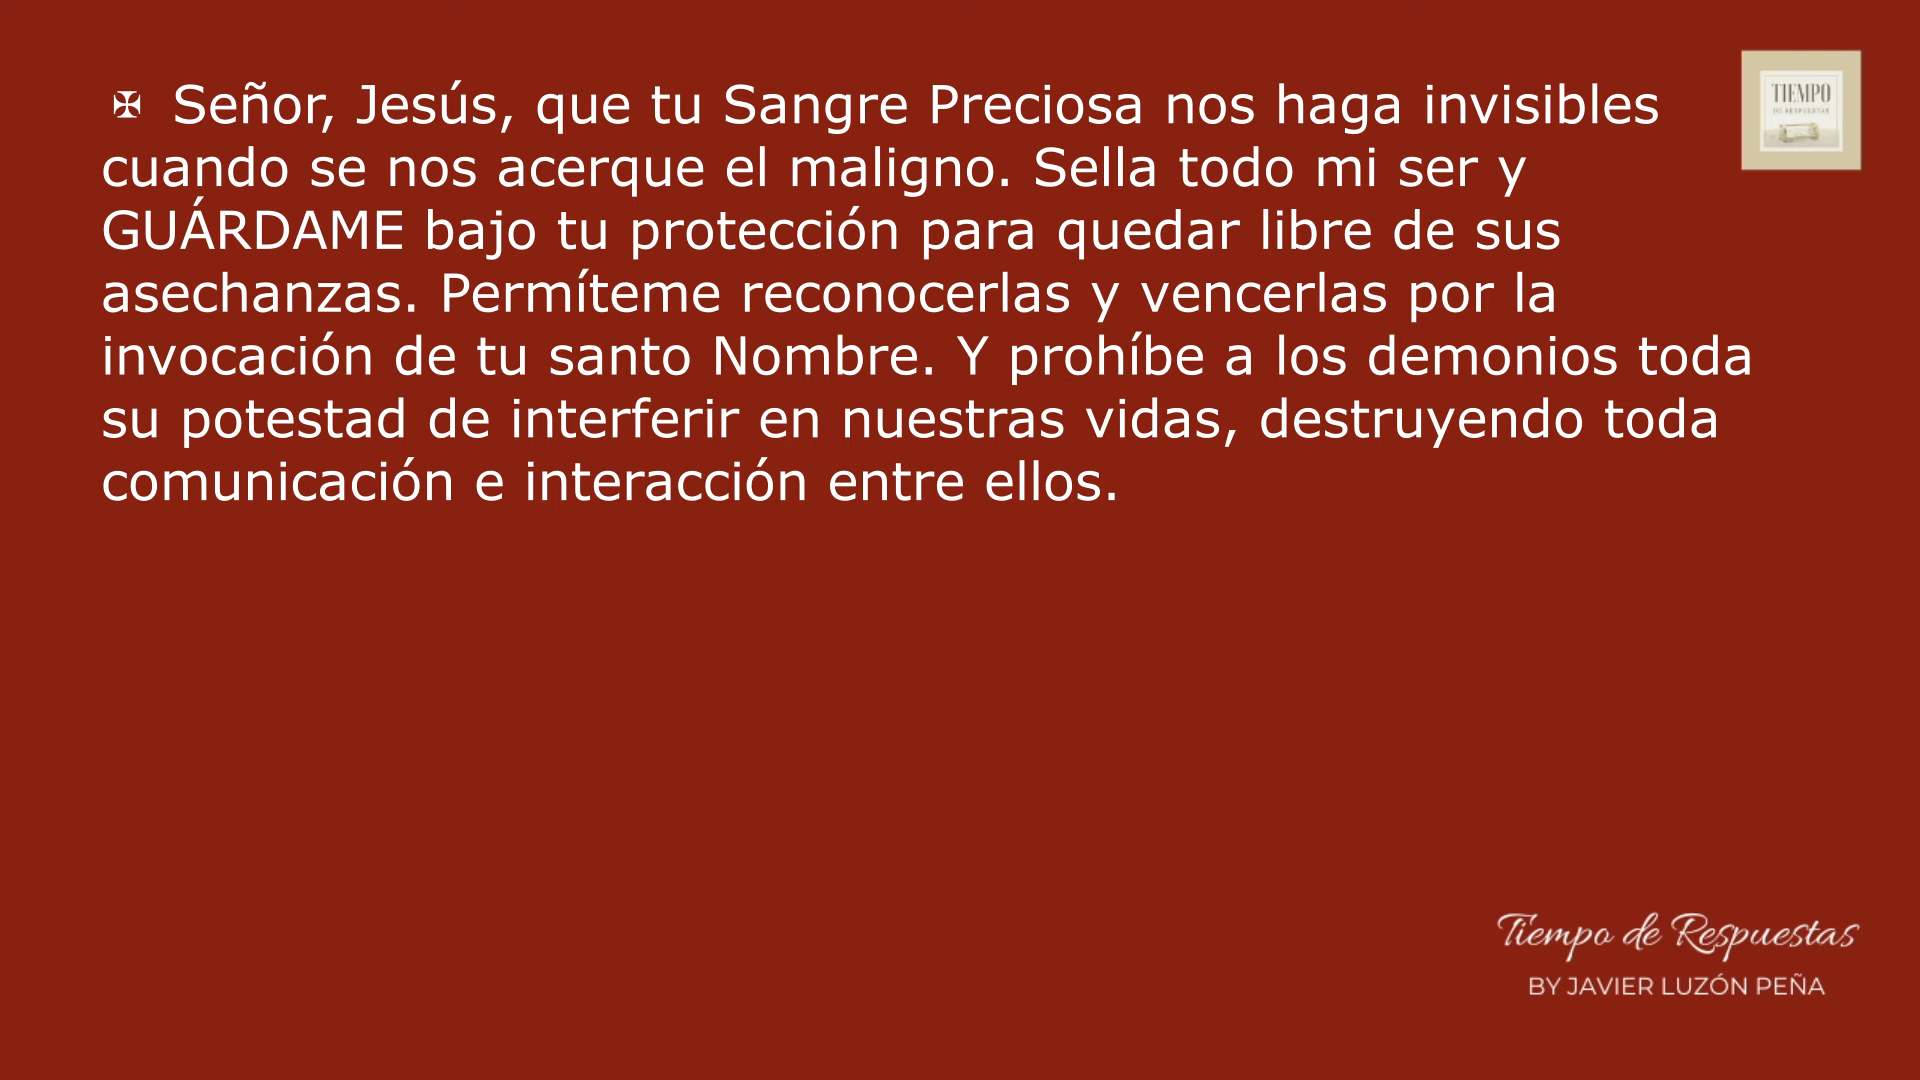 ✠ Señor, Jesús, que tu Sangre Preciosa nos haga invisibles
cuando se nos acerque el maligno. Sella todo mi ser y
GUÁRDAME bajo tu protección para quedar libre de sus
asechanzas. Permíteme reconocerlas y vencerlas por la
invocación de tu santo Nombre. Y prohíbe a los demonios toda
su potestad de interferir en nuestras vidas, destruyendo toda
comunicación e interacción entre ellos.
TIEMPO
DE RESPUESTAS
Tiempo de Respuestas
BY JAVIER LUZÓN PEÑA